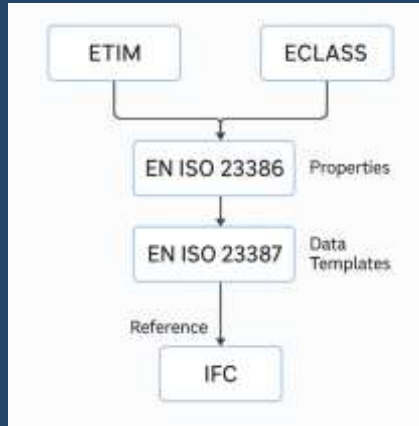 ETIM
ECLASS
EN ISO 23386
Properties
EN ISO 23387
Data
Templates
Reference
IFC